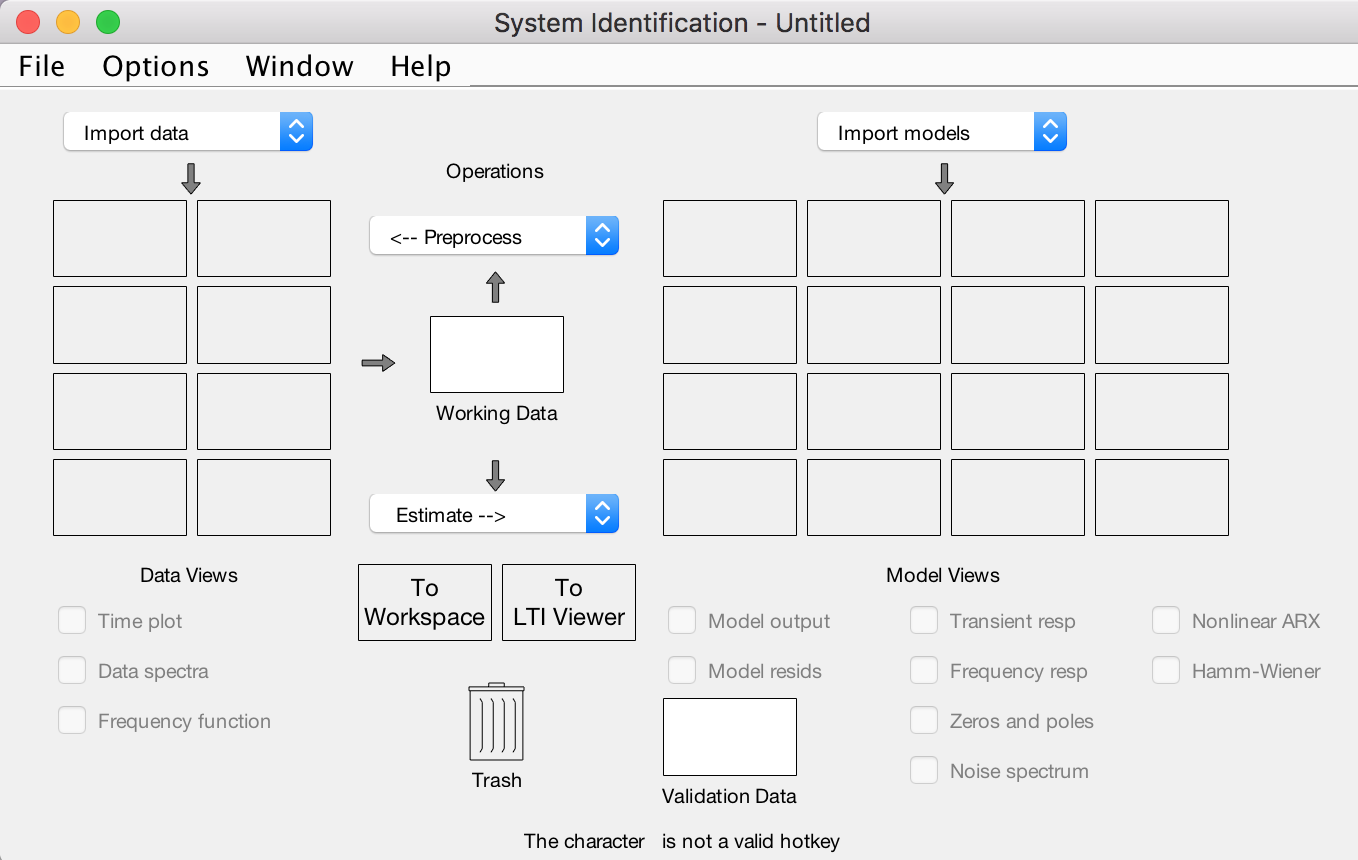 System Identification - Untitled
File Options Window Help
Import data
Import models
Operations
<-- Preprocess
Working Data
Estimate -->
Data Views
Time plot
Data spectra
Frequency function
To
Workspace
To
LTI Viewer
Trash
Model Views
Model output
Transient resp
Nonlinear ARX
Model resids
Frequency resp
Hamm-Wiener
Zeros and poles
Noise spectrum
Validation Data
The character is not a valid hotkey